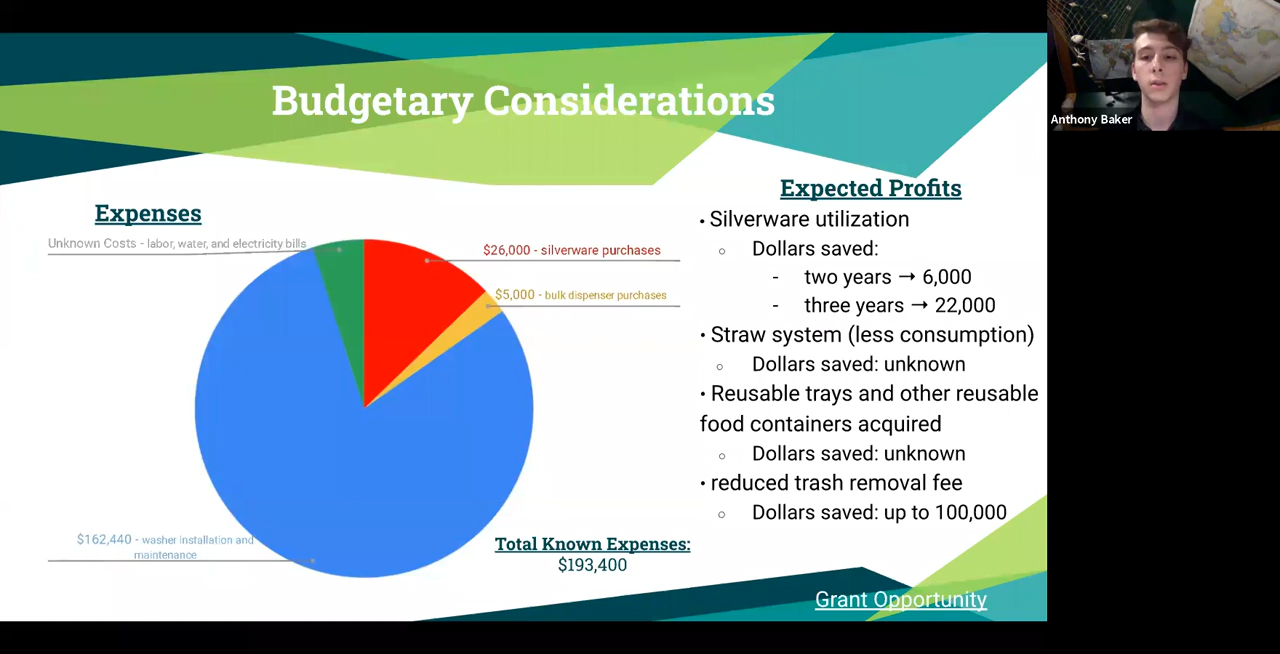 Budgetary Considerations
Anthony Baker
Expenses
Unknown Costs - labor, water, and electricity bills
$26,000 - silverware purchases
$5,000 - bulk dispenser purchases
$162,440 - washer installation and
maintenance
Total Known Expenses:
$193,400
Expected Profits
• Silverware utilization
○ Dollars saved:
- two years → 6,000
- three years → 22,000
• Straw system (less consumption)
○ Dollars saved: unknown
• Reusable trays and other reusable
food containers acquired
○ Dollars saved: unknown
• reduced trash removal fee
○ Dollars saved: up to 100,000
Grant Opportunity